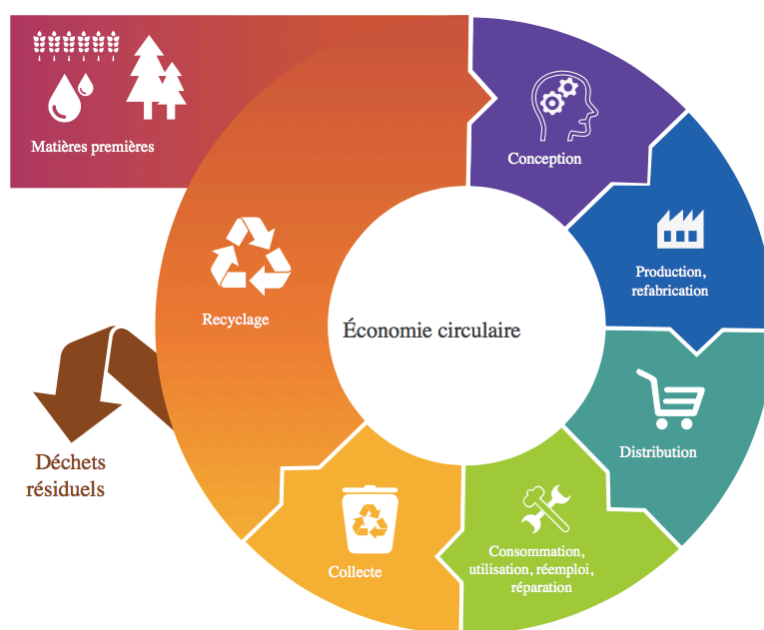 Matières premières
Conception
Production,
refabrication
Recyclage
Économie circulaire
Distribution
Déchets
résiduels
Consommation,
utilisation, réemploi,
réparation
Collecte